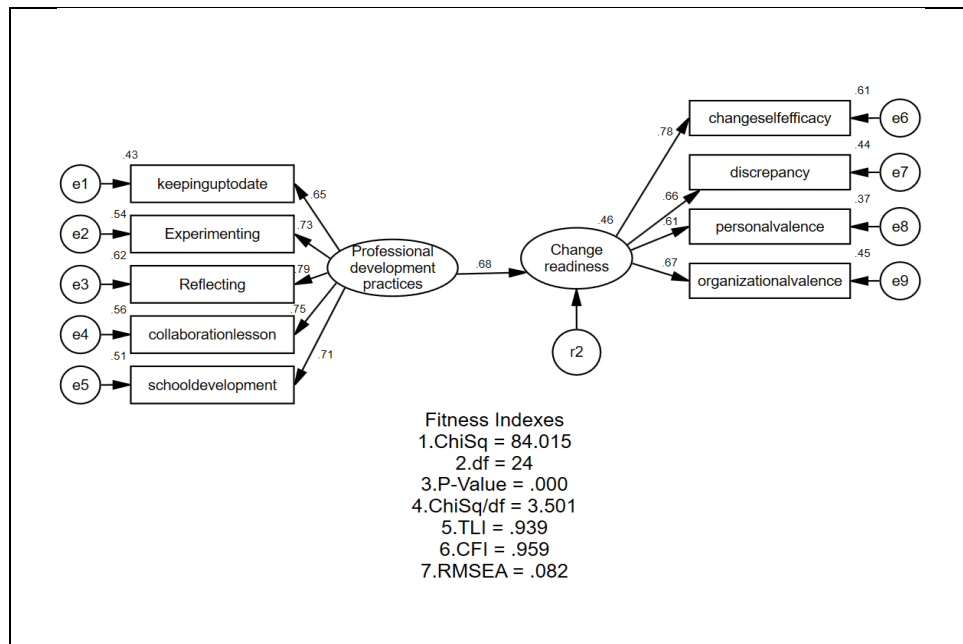 .43
e1
keepinguptodate
.65
.54
e2
Experimenting
.73
.62
e3
Reflecting
.79
.56
e4
collaborationlesson
.75
.51
e5
schooldevelopment
.71
Professional
development
practices
.68
.46
Change
readiness
r2
.78
.61
changeselfefficacy
e6
.66
.44
discrepancy
e7
.61
.37
personalvalence
e8
.67
.45
organizationalvalence
e9
Fitness Indexes
1.ChiSq = 84.015
2.df = 24
3.P-Value = .000
4.ChiSq/df = 3.501
5.TLI = .939
6.CFI = .959
7.RMSEA = .082